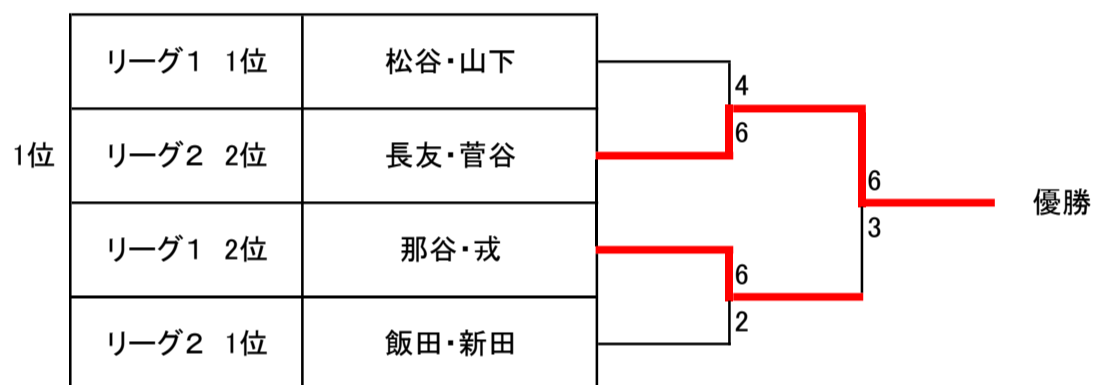 リーグ1 1位 松谷・山下
4
1位 リーグ2 2位 長友・菅谷
6
6
優勝
3
リーグ1 2位 那谷・戎
6
2
リーグ2 1位 飯田・新田